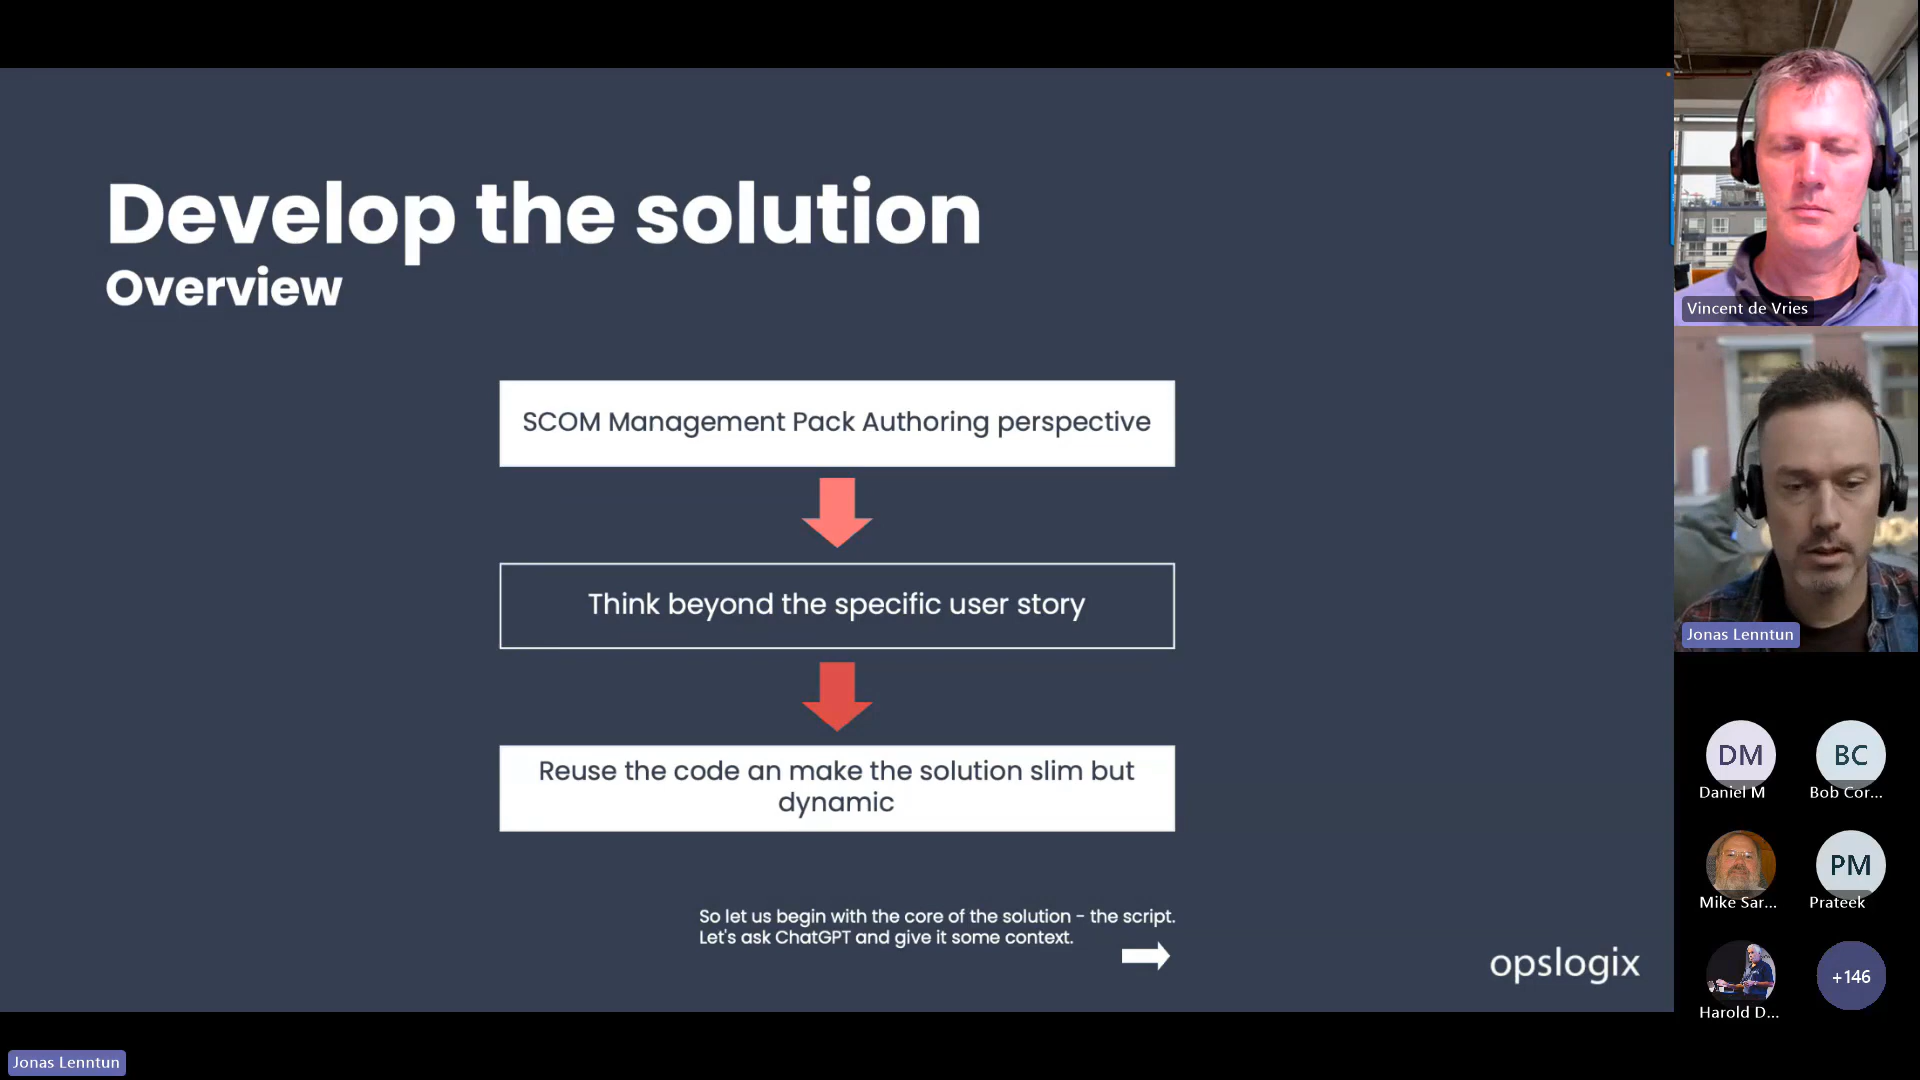 Develop the solution
Overview
SCOM Management Pack Authoring perspective
Think beyond the specific user story
Reuse the code an make the solution slim but
dynamic
So let us begin with the core of the solution - the script.
Let's ask ChatGPT and give it some context.
opslogix
Vincent de Vries
Jonas Lenntun
DM
BC
Daniel M
Bob Cor...
PM
Mike Sar...
Prateek
+146
Harold D...
Jonas Lenntun